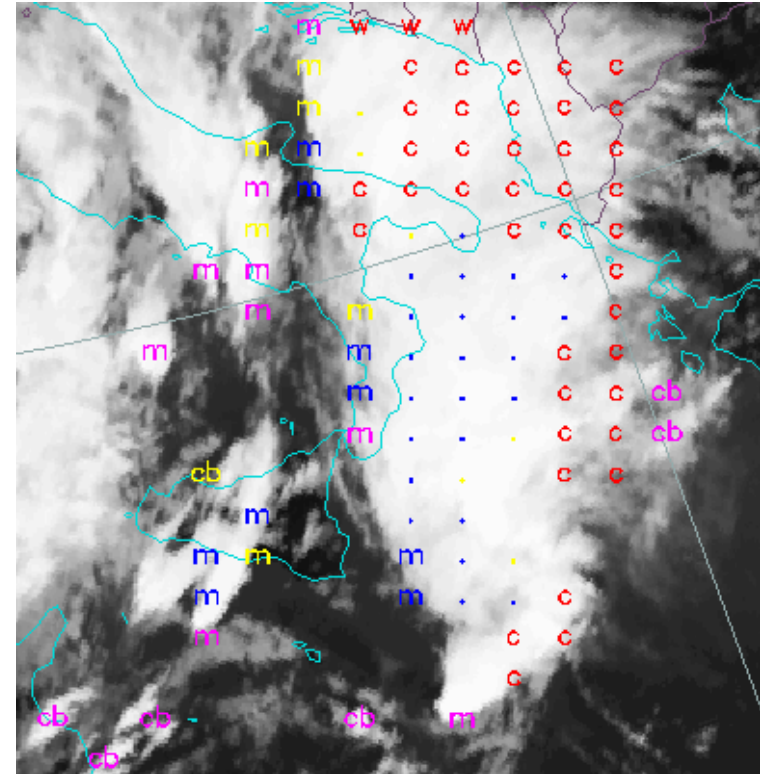 m w w w
m c c c c c
m . c c c c c
m m . c c c c c
m m c c c c c c
m c . . c c c
m m . . . . c
m m . . . . c
m m . . . c c
m . . . c c cb
m . . . c c cb
cb . . c c
m . .
m m m . .
m m . . c
m c c
c
cb cb cb m
cb